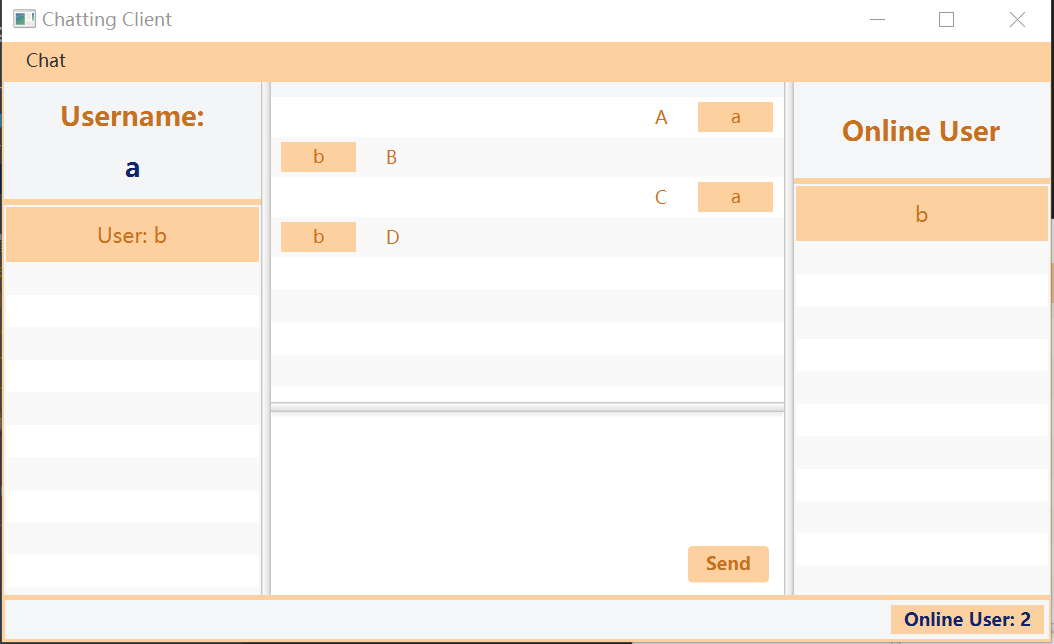 Chatting Client
Chat
Username:
a
User: b
A a
b B
C a
b D
Send
Online User
b
Online User: 2